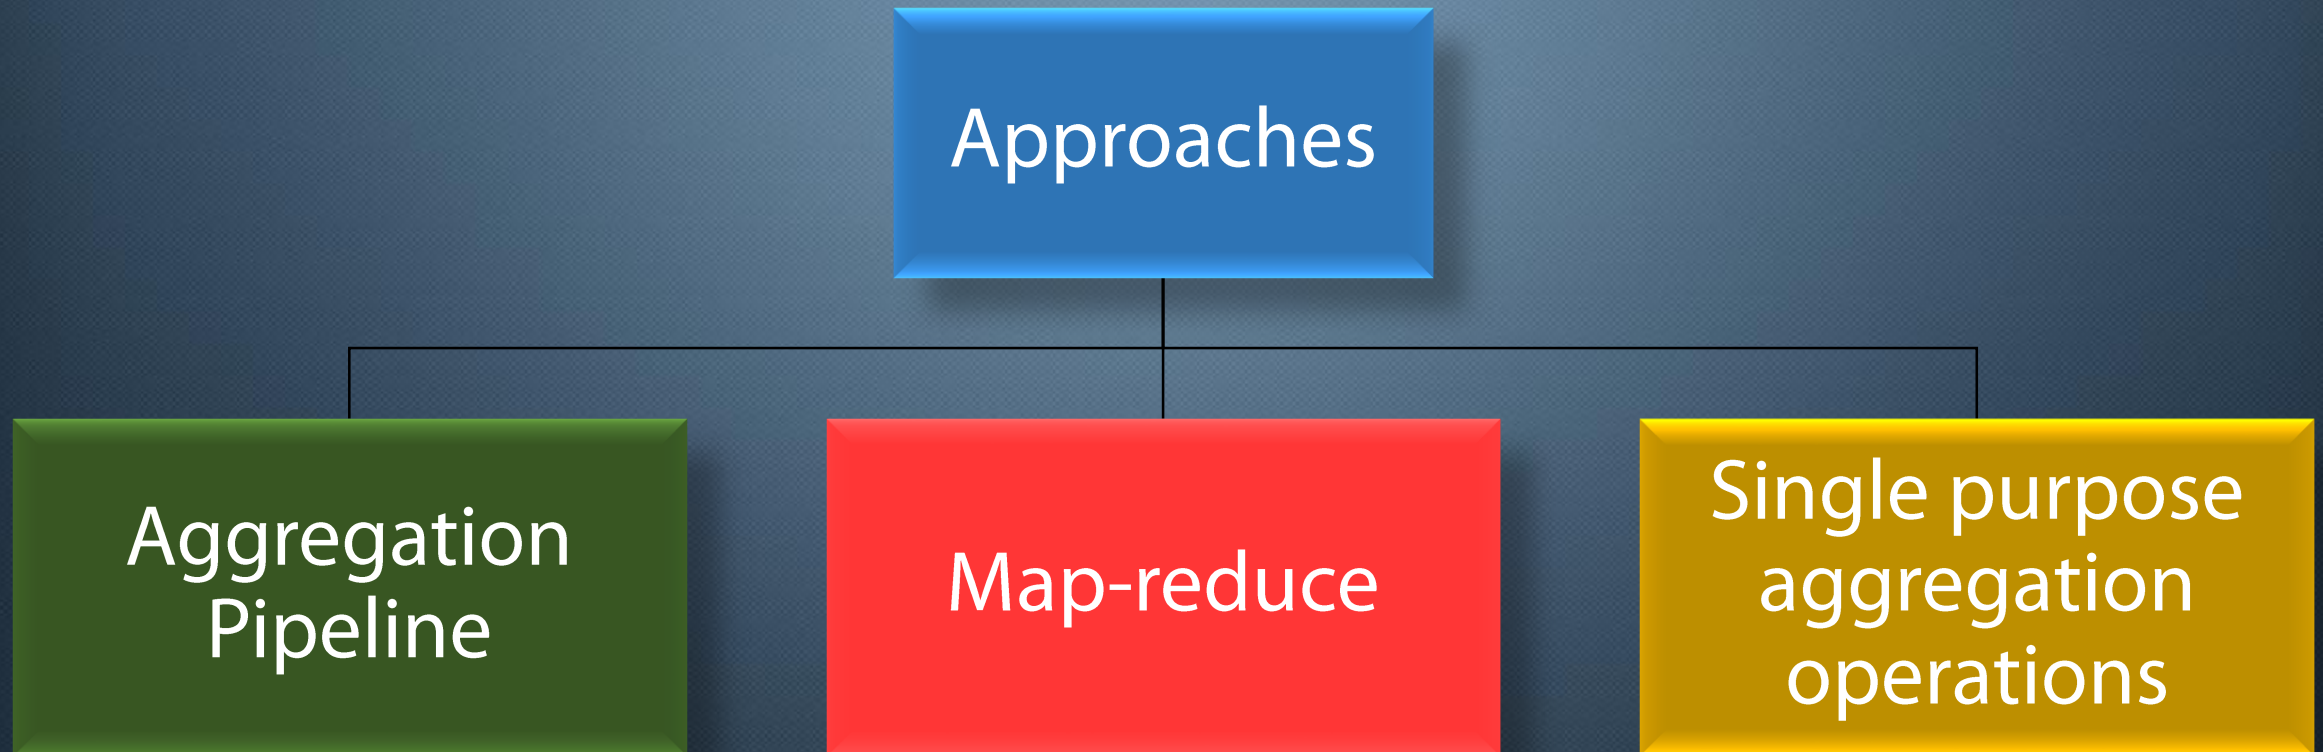 Approaches
Aggregation
Pipeline
Map-reduce
Single purpose
aggregation
operations